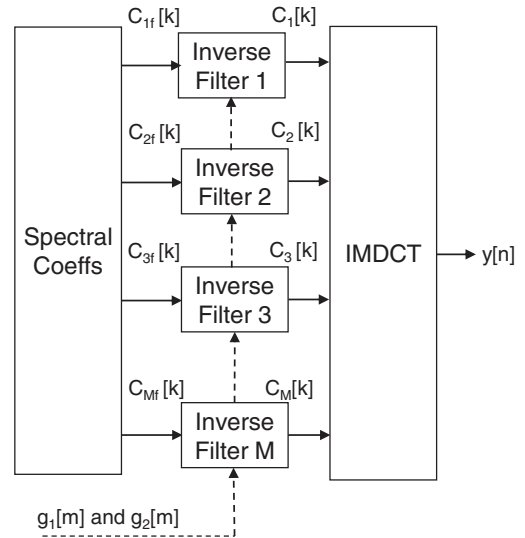 C1f [k]
C1[k]
Inverse
Filter 1
C2f [k]
C2 [k]
Inverse
Filter 2
Spectral
Coeffs
C3f [k]
C3 [k]
Inverse
Filter 3
IMDCT
y[n]
CMf [k]
CM[k]
Inverse
Filter M
g1[m] and g2[m]